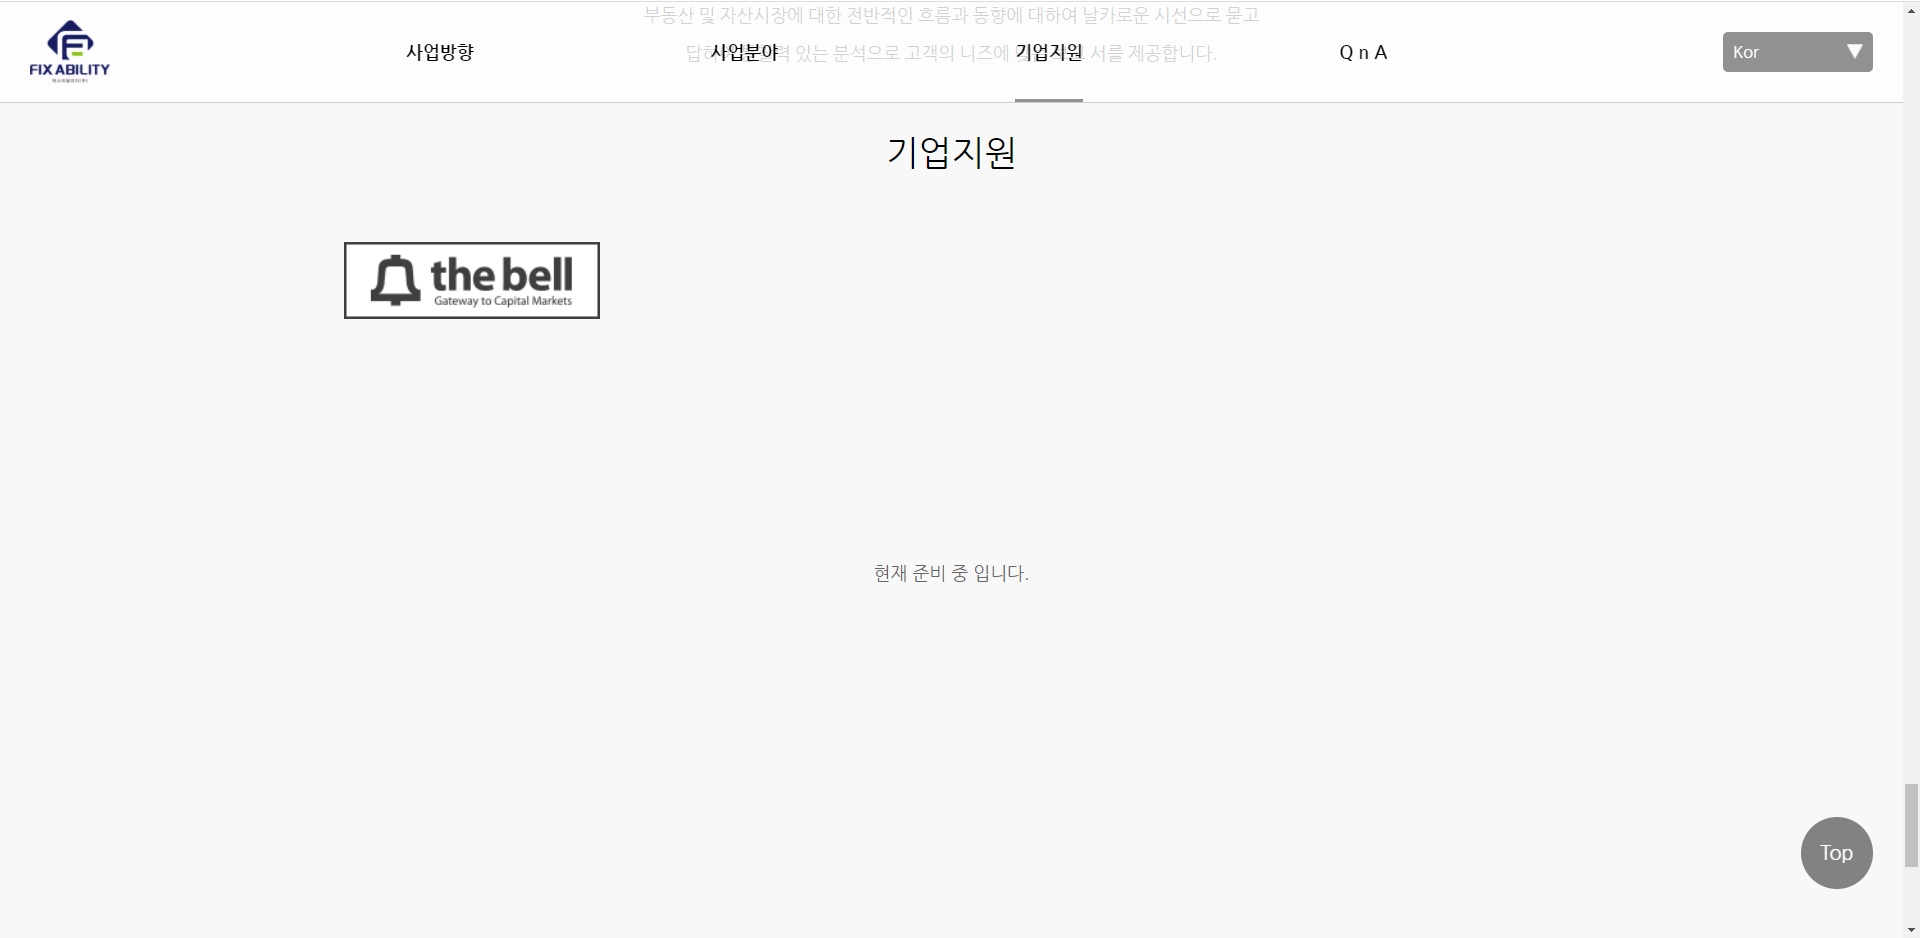 부동산 및 자산시장에 대한 전반적인 흐름과 동향에 대하여 날카로운 시선으로 묻고
력 있는 분석으로 고객의 니즈에 서를 제공합니다.
FIX ABILITY
사업방향
사업분야
기업지원
Q n A
Kor
기업지원
the bell
Gateway to Capital Markets
현재 준비 중 입니다.
Top